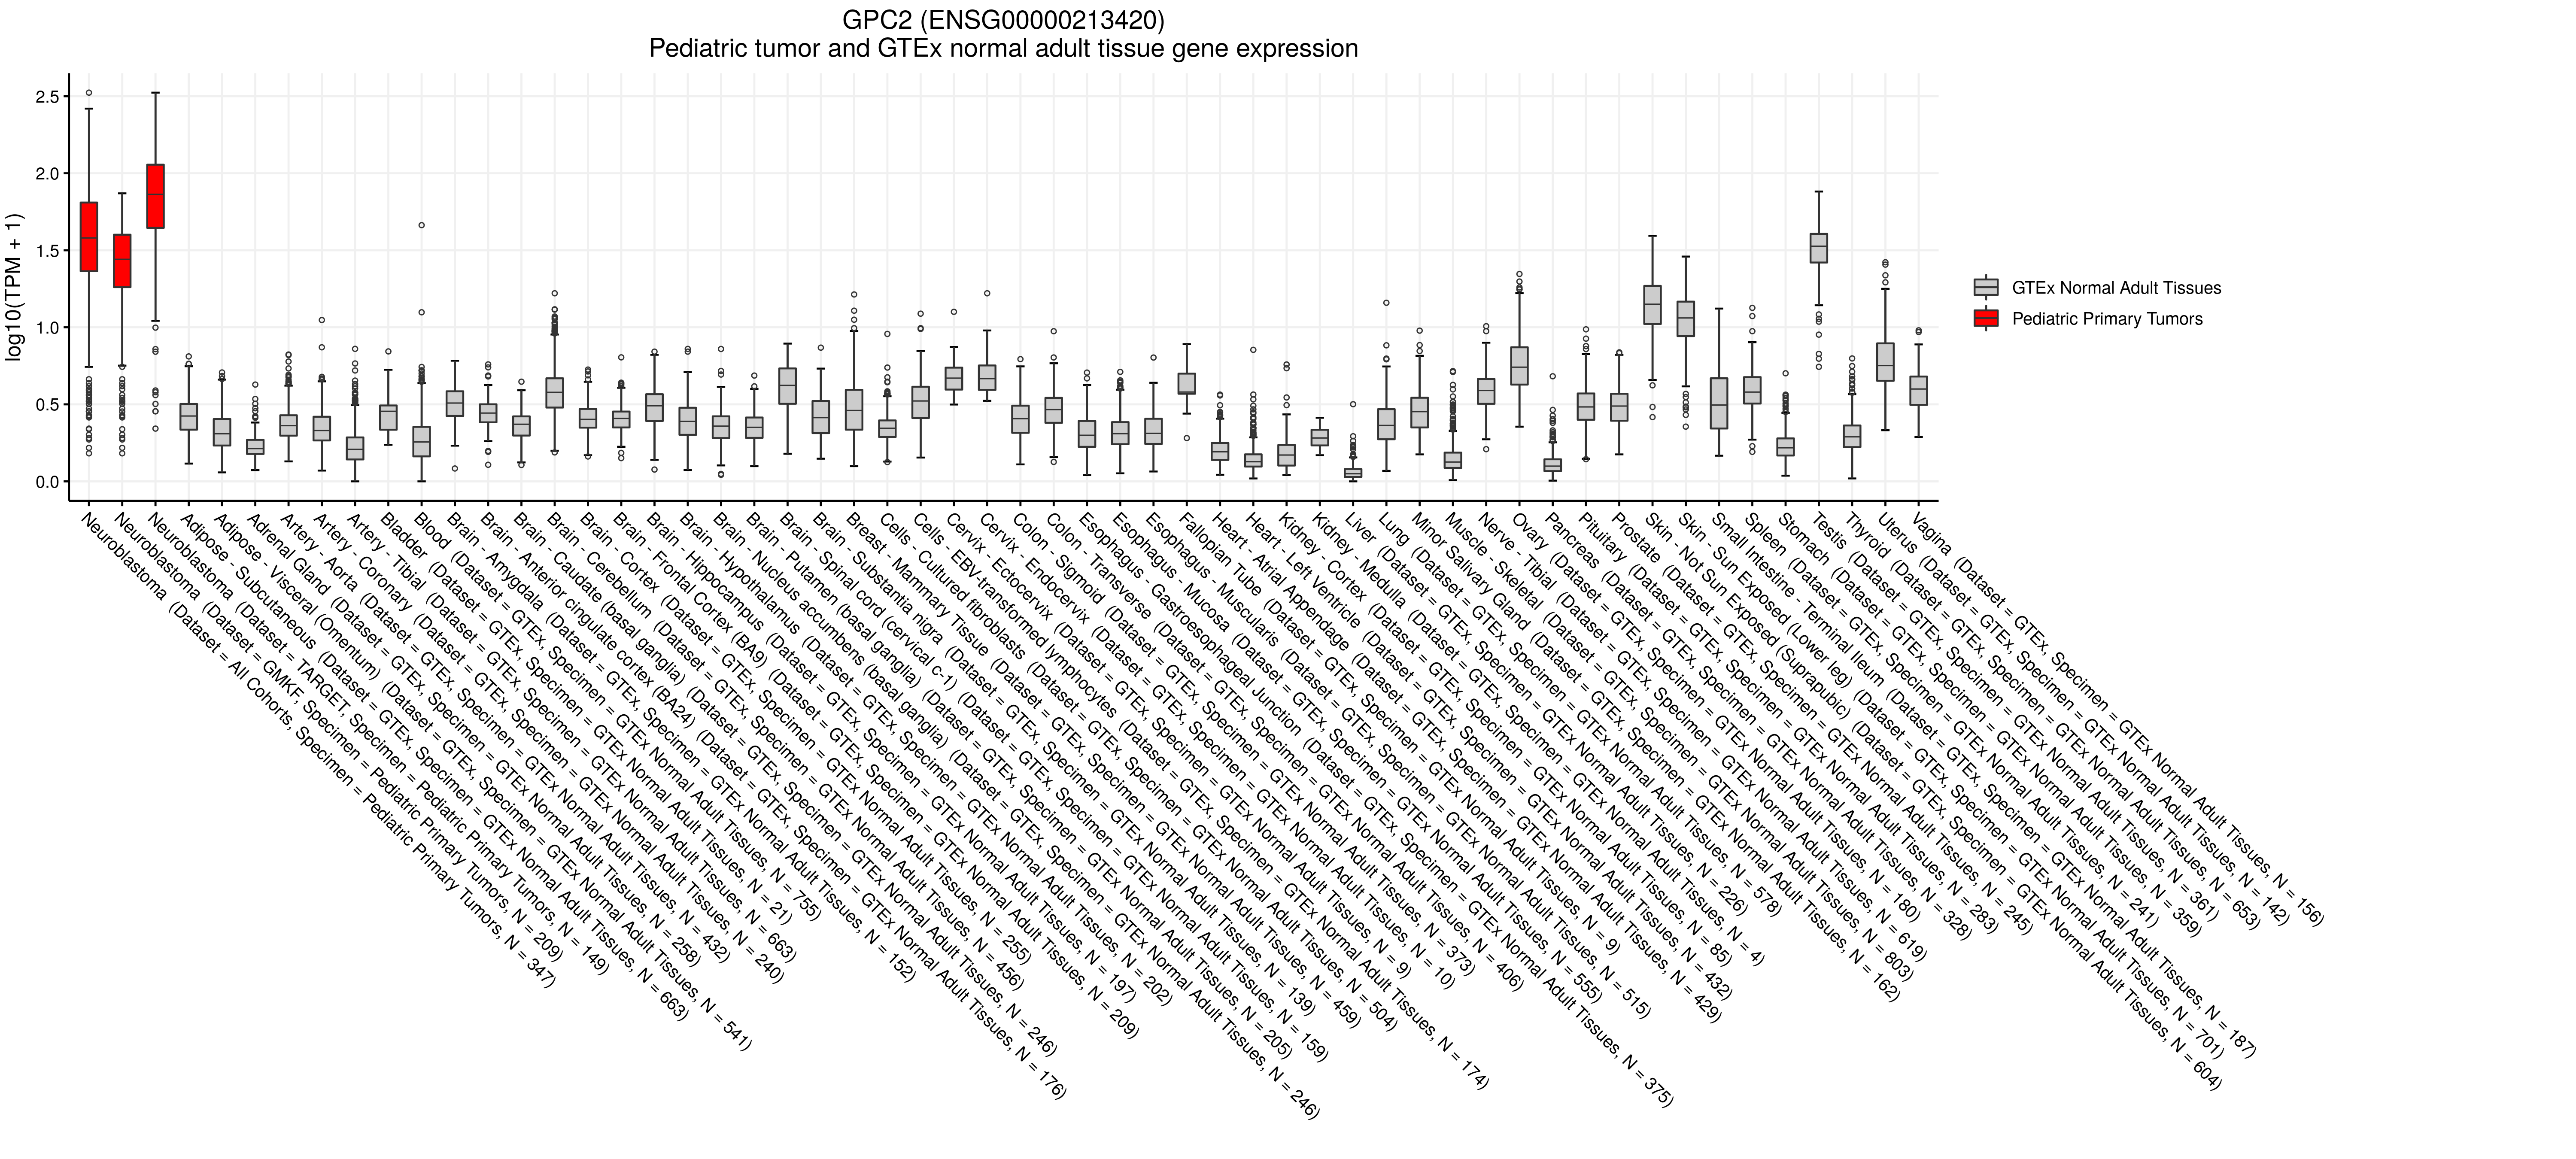 GPC2 (ENSG00000213420)
Pediatric tumor and GTEx normal adult tissue gene expression
log10(TPM + 1)
2.5
2.0
1.5
1.0
0.5
0.0
GTEx Normal Adult Tissues
Pediatric Primary Tumors
Neuroblastoma (Dataset = All Cohorts, Specimen = Pediatric Primary Tumors, N = 347)
Neuroblastoma (Dataset = GMKF, Specimen = Pediatric Primary Tumors, N = 209)
Neuroblastoma (Dataset = TARGET, Specimen = Pediatric Primary Tumors, N = 149)
Adipose - Subcutaneous (Dataset = GTEx, Specimen = GTEx Normal Adult Tissues, N = 663)
Adipose - Visceral (Omentum) (Dataset = GTEx, Specimen = GTEx Normal Adult Tissues, N = 541)
Adrenal Gland (Dataset = GTEx, Specimen = GTEx Normal Adult Tissues, N = 258)
Artery - Aorta (Dataset = GTEx, Specimen = GTEx Normal Adult Tissues, N = 432)
Artery - Coronary (Dataset = GTEx, Specimen = GTEx Normal Adult Tissues, N = 240)
Artery - Tibial (Dataset = GTEx, Specimen = GTEx Normal Adult Tissues, N = 663)
Bladder (Dataset = GTEx, Specimen = GTEx Normal Adult Tissues, N = 21)
Blood (Dataset = GTEx, Specimen = GTEx Normal Adult Tissues, N = 755)
Brain - Amygdala (Dataset = GTEx, Specimen = GTEx Normal Adult Tissues, N = 152)
Brain - Anterior cingulate cortex (BA24) (Dataset = GTEx, Specimen = GTEx Normal Adult Tissues, N = 176)
Brain - Caudate (basal ganglia) (Dataset = GTEx, Specimen = GTEx Normal Adult Tissues, N = 246)
Brain - Cerebellum (Dataset = GTEx, Specimen = GTEx Normal Adult Tissues, N = 456)
Brain - Cortex (Dataset = GTEx, Specimen = GTEx Normal Adult Tissues, N = 255)
Brain - Frontal Cortex (BA9) (Dataset = GTEx, Specimen = GTEx Normal Adult Tissues, N = 209)
Brain - Hippocampus (Dataset = GTEx, Specimen = GTEx Normal Adult Tissues, N = 197)
Brain - Hypothalamus (Dataset = GTEx, Specimen = GTEx Normal Adult Tissues, N = 202)
Brain - Nucleus accumbens (basal ganglia) (Dataset = GTEx, Specimen = GTEx Normal Adult Tissues, N = 246)
Brain - Putamen (basal ganglia) (Dataset = GTEx, Specimen = GTEx Normal Adult Tissues, N = 205)
Brain - Spinal cord (cervical c-1) (Dataset = GTEx, Specimen = GTEx Normal Adult Tissues, N = 159)
Brain - Substantia nigra (Dataset = GTEx, Specimen = GTEx Normal Adult Tissues, N = 139)
Breast - Mammary Tissue (Dataset = GTEx, Specimen = GTEx Normal Adult Tissues, N = 459)
Cells - Cultured fibroblasts (Dataset = GTEx, Specimen = GTEx Normal Adult Tissues, N = 504)
Cells - EBV-transformed lymphocytes (Dataset = GTEx, Specimen = GTEx Normal Adult Tissues, N = 174)
Cervix - Ectocervix (Dataset = GTEx, Specimen = GTEx Normal Adult Tissues, N = 9)
Cervix - Endocervix (Dataset = GTEx, Specimen = GTEx Normal Adult Tissues, N = 10)
Colon - Sigmoid (Dataset = GTEx, Specimen = GTEx Normal Adult Tissues, N = 373)
Colon - Transverse (Dataset = GTEx, Specimen = GTEx Normal Adult Tissues, N = 406)
Esophagus - Gastroesophageal Junction (Dataset = GTEx, Specimen = GTEx Normal Adult Tissues, N = 375)
Esophagus - Mucosa (Dataset = GTEx, Specimen = GTEx Normal Adult Tissues, N = 555)
Esophagus - Muscularis (Dataset = GTEx, Specimen = GTEx Normal Adult Tissues, N = 515)
Fallopian Tube (Dataset = GTEx, Specimen = GTEx Normal Adult Tissues, N = 9)
Heart - Atrial Appendage (Dataset = GTEx, Specimen = GTEx Normal Adult Tissues, N = 429)
Heart - Left Ventricle (Dataset = GTEx, Specimen = GTEx Normal Adult Tissues, N = 432)
Kidney - Cortex (Dataset = GTEx, Specimen = GTEx Normal Adult Tissues, N = 85)
Kidney - Medulla (Dataset = GTEx, Specimen = GTEx Normal Adult Tissues, N = 4)
Liver (Dataset = GTEx, Specimen = GTEx Normal Adult Tissues, N = 226)
Lung (Dataset = GTEx, Specimen = GTEx Normal Adult Tissues, N = 578)
Minor Salivary Gland (Dataset = GTEx, Specimen = GTEx Normal Adult Tissues, N = 162)
Muscle - Skeletal (Dataset = GTEx, Specimen = GTEx Normal Adult Tissues, N = 803)
Nerve - Tibial (Dataset = GTEx, Specimen = GTEx Normal Adult Tissues, N = 619)
Ovary (Dataset = GTEx, Specimen = GTEx Normal Adult Tissues, N = 180)
Pancreas (Dataset = GTEx, Specimen = GTEx Normal Adult Tissues, N = 328)
Pituitary (Dataset = GTEx, Specimen = GTEx Normal Adult Tissues, N = 283)
Prostate (Dataset = GTEx, Specimen = GTEx Normal Adult Tissues, N = 245)
Skin - Not Sun Exposed (Suprapubic) (Dataset = GTEx, Specimen = GTEx Normal Adult Tissues, N = 604)
Skin - Sun Exposed (Lower leg) (Dataset = GTEx, Specimen = GTEx Normal Adult Tissues, N = 701)
Small Intestine - Terminal Ileum (Dataset = GTEx, Specimen = GTEx Normal Adult Tissues, N = 187)
Spleen (Dataset = GTEx, Specimen = GTEx Normal Adult Tissues, N = 241)
Stomach (Dataset = GTEx, Specimen = GTEx Normal Adult Tissues, N = 359)
Testis (Dataset = GTEx, Specimen = GTEx Normal Adult Tissues, N = 361)
Thyroid (Dataset = GTEx, Specimen = GTEx Normal Adult Tissues, N = 653)
Uterus (Dataset = GTEx, Specimen = GTEx Normal Adult Tissues, N = 142)
Vagina (Dataset = GTEx, Specimen = GTEx Normal Adult Tissues, N = 156)